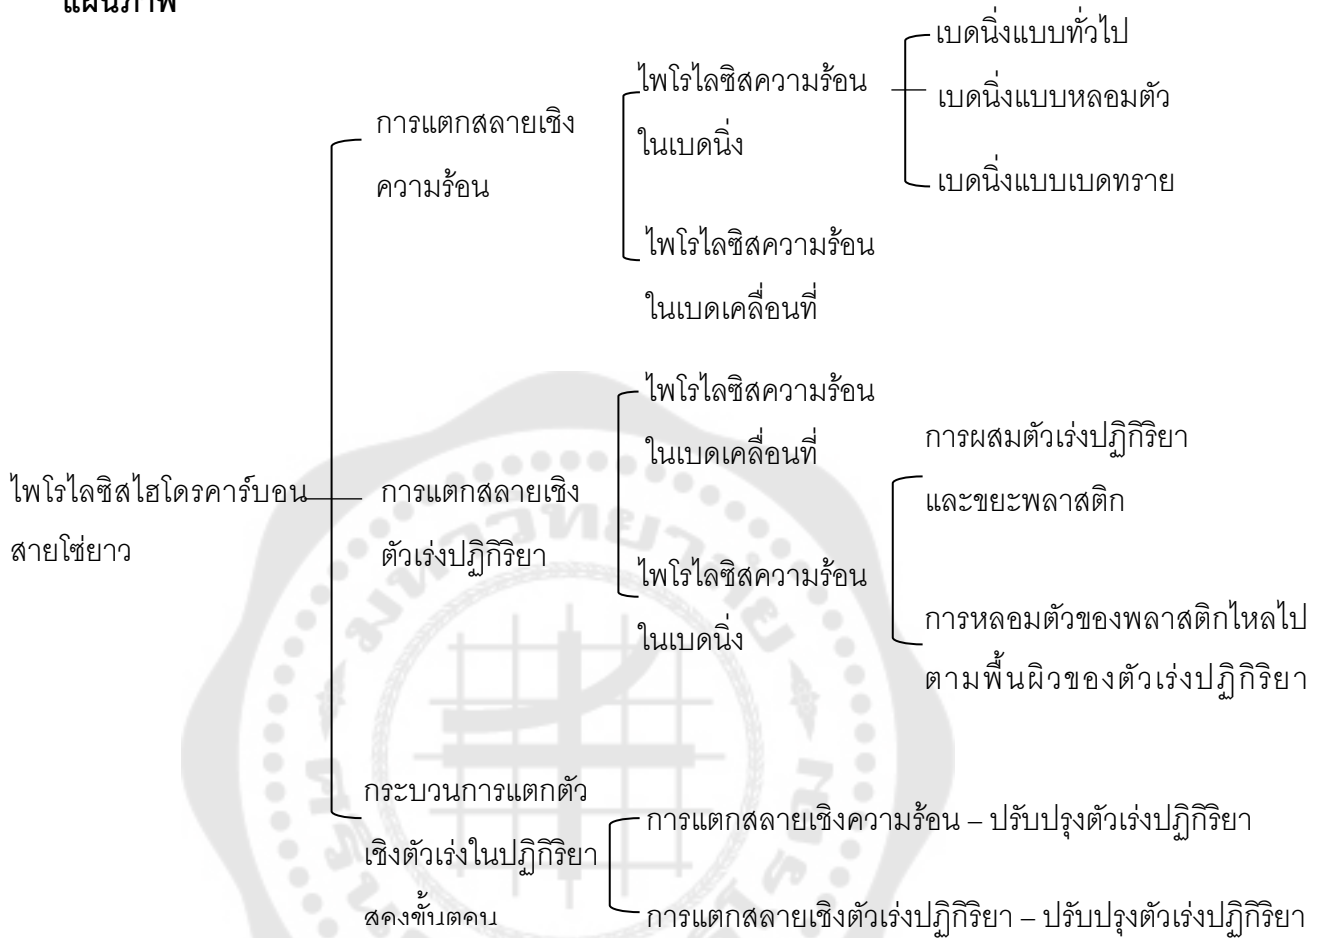 แผนภาพ
ไพโรไลซิสไฮโดรคาร์บอน
สายโซ่ยาว
การแตกสลายเชิง
ความร้อน
ไพโรไลซิสความร้อน
ในเบดนิ่ง
เบดนิ่งแบบทั่วไป
เบดนิ่งแบบหลอมตัว
เบดนิ่งแบบเบดทราย
ไพโรไลซิสความร้อน
ในเบดเคลื่อนที่
การแตกสลายเชิง
ตัวเร่งปฏิกิริยา
ไพโรไลซิสความร้อน
ในเบดเคลื่อนที่
ไพโรไลซิสความร้อน
ในเบดนิ่ง
การผสมตัวเร่งปฏิกิริยา
และขยะพลาสติก
การหลอมตัวของพลาสติกไหลไป
ตามพื้นผิวของตัวเร่งปฏิกิริยา
กระบวนการแตกตัว
เชิงตัวเร่งในปฏิกิริยา
สองขั้นตอน
การแตกสลายเชิงความร้อน – ปรับปรุงตัวเร่งปฏิกิริยา
การแตกสลายเชิงตัวเร่งปฏิกิริยา – ปรับปรุงตัวเร่งปฏิกิริยา